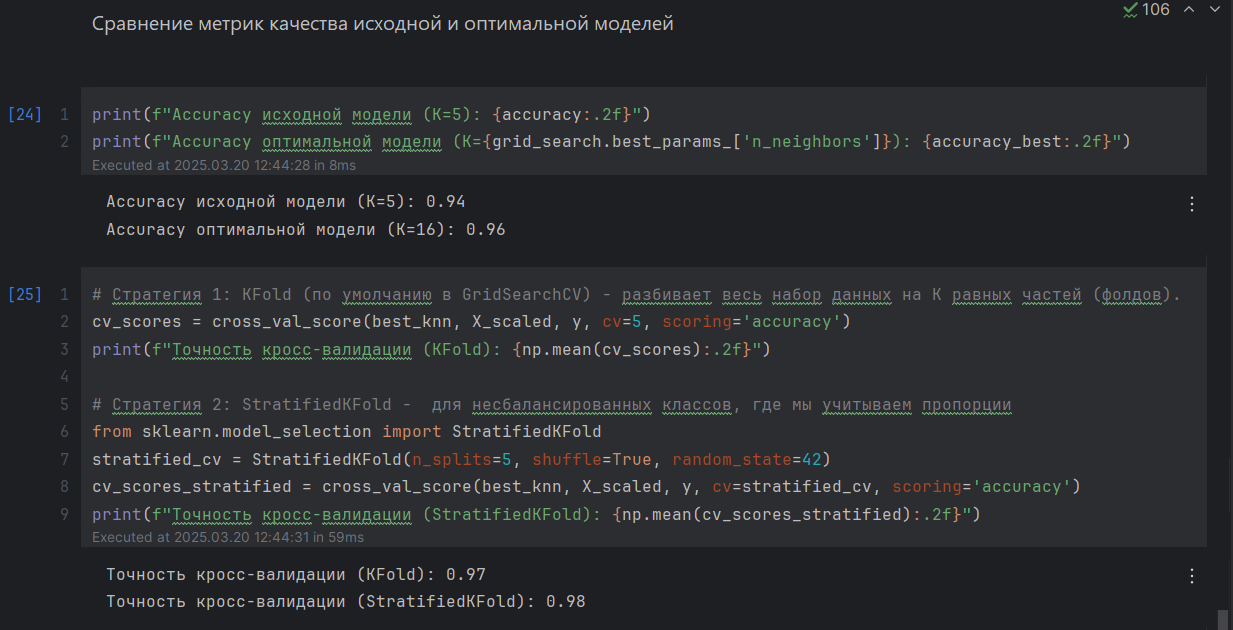 106
Сравнение метрик качества исходной и оптимальной моделей
[24] 1 print(f"Accuracy исходной модели (K=5): {accuracy:.2f}")
2 print(f"Accuracy оптимальной модели (K={grid_search.best_params_['n_neighbors']}): {accuracy_best:.2f}")
Executed at 2025.03.20 12:44:28 in 8ms
Accuracy исходной модели (K=5): 0.94
Accuracy оптимальной модели (K=16): 0.96
[25] 1 # Стратегия 1: KFold (по умолчанию в GridSearchCV) - разбивает весь набор данных на К равных частей (фолдов).
2 cv_scores = cross_val_score(best_knn, X_scaled, y, cv=5, scoring='accuracy')
3 print(f"Точность кросс-валидации (KFold): {np.mean(cv_scores):.2f}")
4
5 # Стратегия 2: StratifiedKFold -  для несбалансированных классов, где мы учитываем пропорции
6 from sklearn.model_selection import StratifiedKFold
7 stratified_cv = StratifiedKFold(n_splits=5, shuffle=True, random_state=42)
8 cv_scores_stratified = cross_val_score(best_knn, X_scaled, y, cv=stratified_cv, scoring='accuracy')
9 print(f"Точность кросс-валидации (StratifiedKFold): {np.mean(cv_scores_stratified):.2f}")
Executed at 2025.03.20 12:44:31 in 59ms
Точность кросс-валидации (KFold): 0.97
Точность кросс-валидации (StratifiedKFold): 0.98